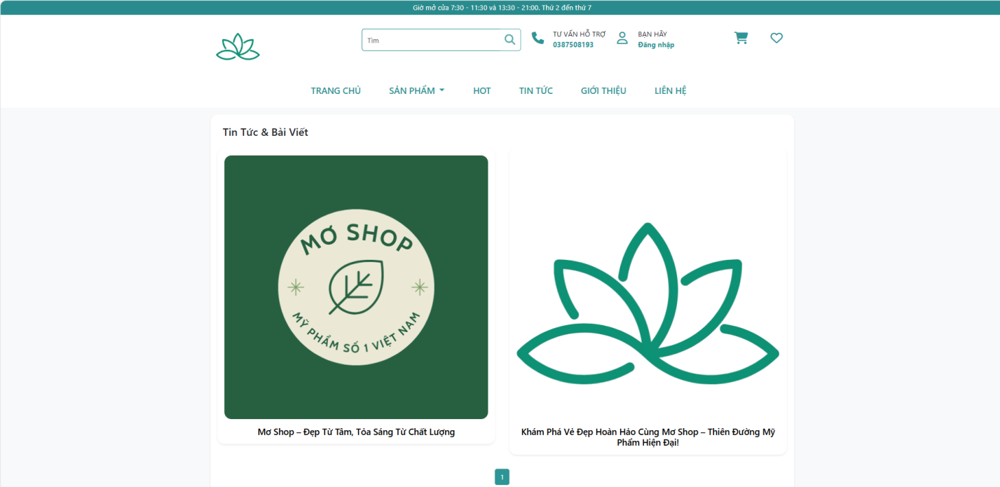 Giờ mở cửa 7:30 - 11:30 và 13:30 - 21:00. Thứ 2 đến thứ 7
Tìm
TƯ VẤN HỖ TRỢ
0387508193
BẠN HÃY
Đăng nhập
TRANG CHỦ
SẢN PHẨM
HOT
TIN TỨC
GIỚI THIỆU
LIÊN HỆ
Tin Tức & Bài Viết
MƠ SHOP
MỸ PHẨM SỐ 1 VIỆT NAM
Mơ Shop – Đẹp Từ Tâm, Tỏa Sáng Từ Chất Lượng
Khám Phá Vẻ Đẹp Hoàn Hảo Cùng Mơ Shop – Thiên Đường Mỹ
Phẩm Hiện Đại!
1